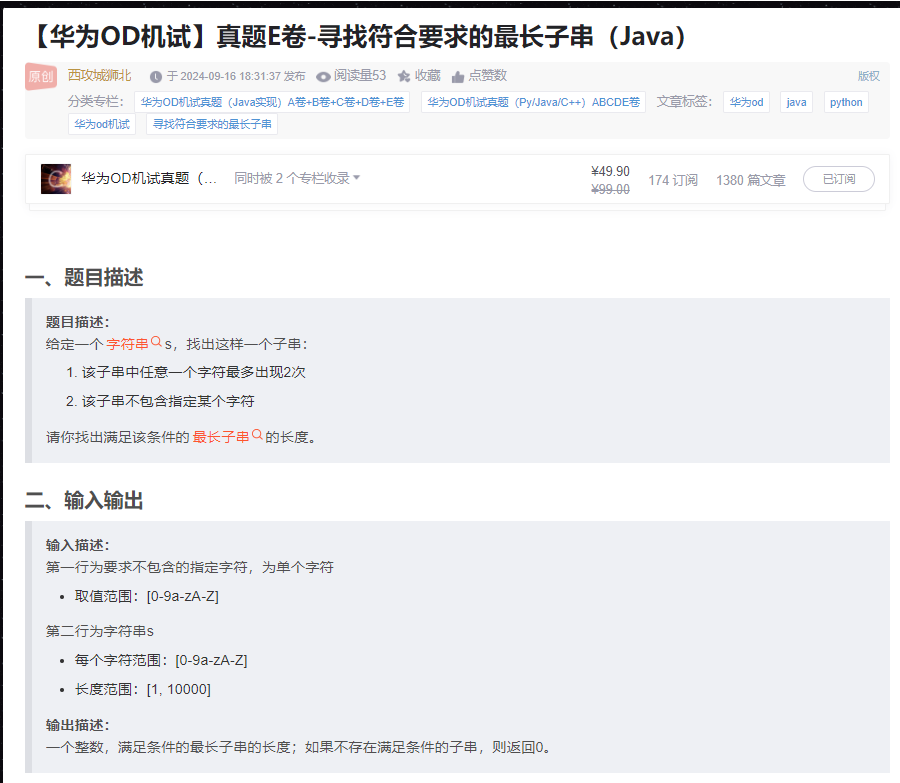 【华为OD机试】真题E卷-寻找符合要求的最长子串（Java）
原创 西攻城狮北 于 2024-09-16 18:31:37 发布 阅读量53 收藏 点赞数 版权
分类专栏： 华为OD机试真题（Java实现）A卷+B卷+C卷+D卷+E卷 华为OD机试真题（Py/Java/C++）ABCDE卷 文章标签： 华为od java python
华为od机试 寻找符合要求的最长子串
华为OD机试真题（... 同时被 2 个专栏收录 ¥49.90 ¥99.00 174 订阅 1380 篇文章 已订阅
一、题目描述
题目描述：
给定一个 字符串 s，找出这样一个子串：
1. 该子串中任意一个字符最多出现2次
2. 该子串不包含指定某个字符
请你找出满足该条件的 最长子串 的长度。
二、输入输出
输入描述：
第一行为要求不包含的指定字符，为单个字符
• 取值范围：[0-9a-zA-Z]
第二行为字符串s
• 每个字符范围：[0-9a-zA-Z]
• 长度范围：[1, 10000]
输出描述：
一个整数，满足条件的最长子串的长度；如果不存在满足条件的子串，则返回0。